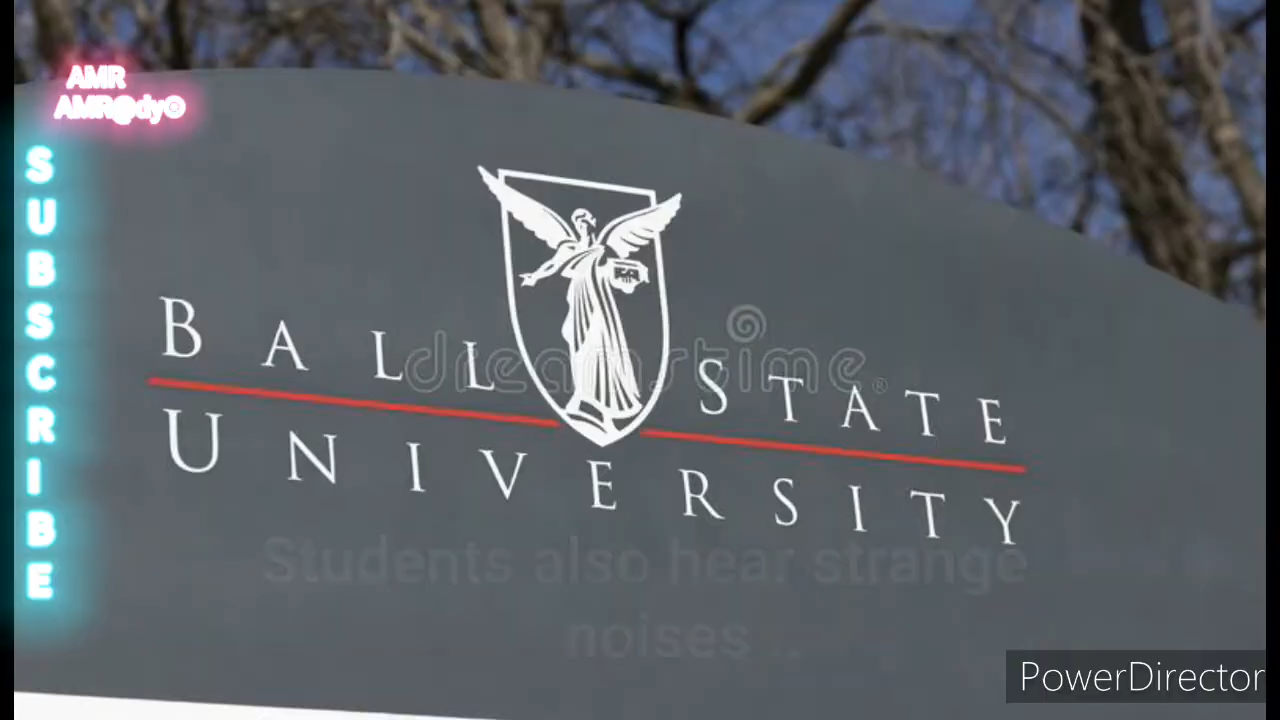 AMR
AMR@dy©
SUBSCRIBE
BALL STATE
UNIVERSITY
dreamstime®
Students also hear strange
noises ..
PowerDirector